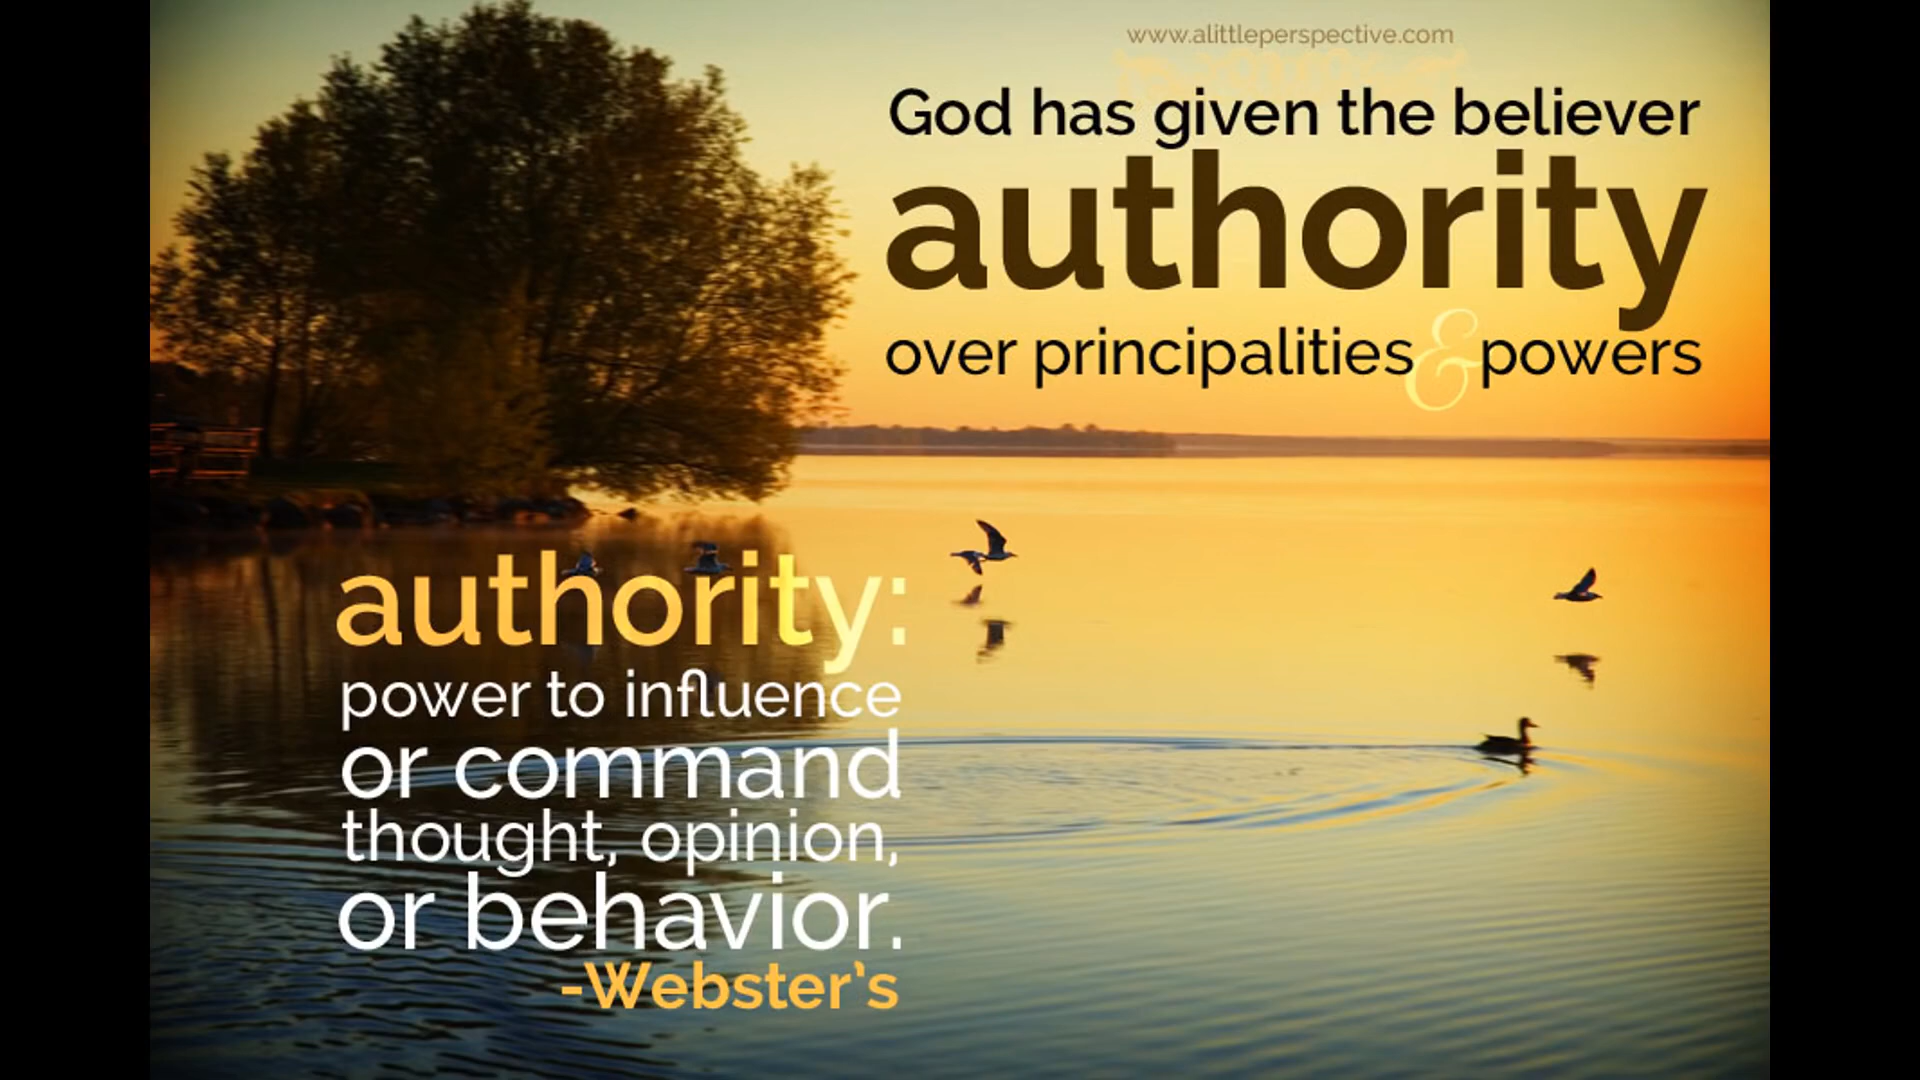 www.alittleperspective.com
God has given the believer
authority
over principalities & powers
authority:
power to influence
or command
thought, opinion,
or behavior.
-Webster's